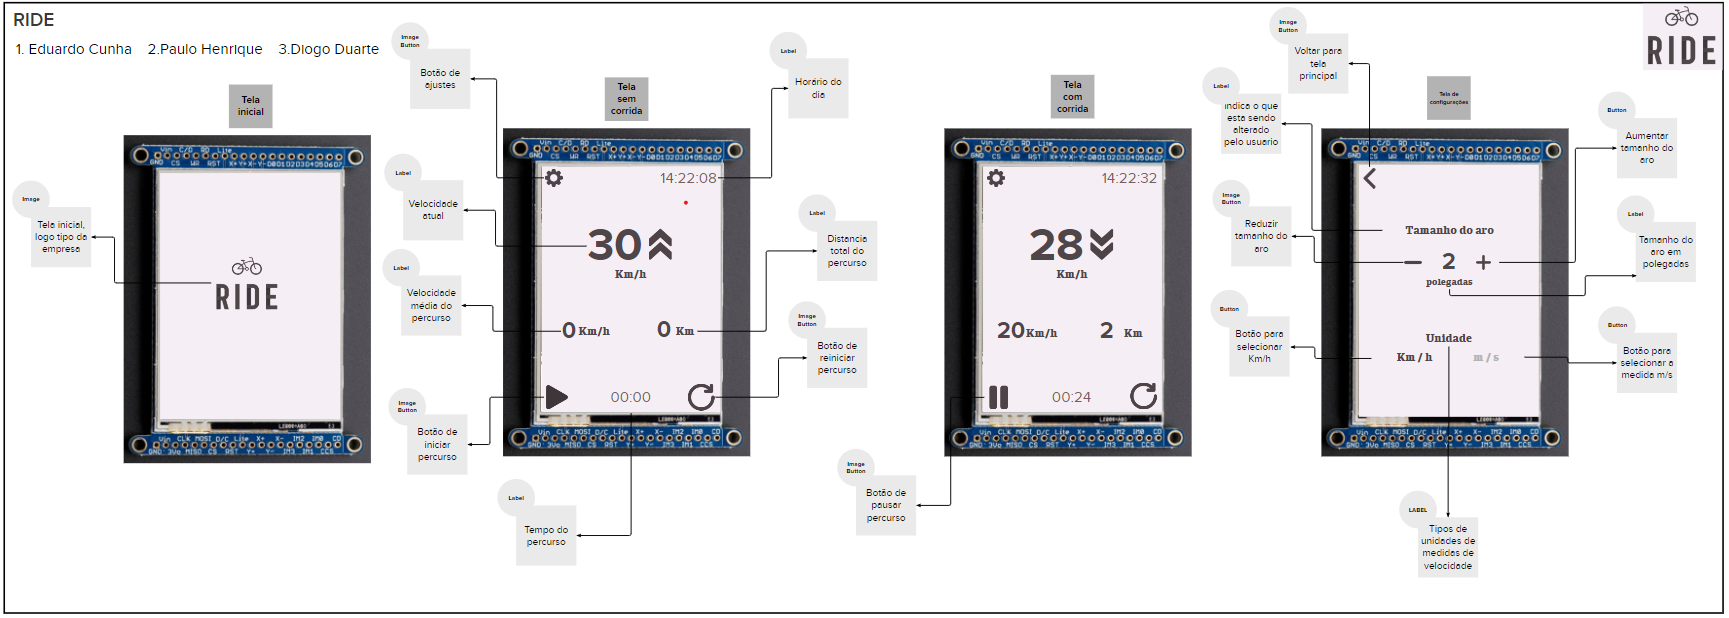 RIDE
1. Eduardo Cunha 2.Paulo Henrique 3.Diogo Duarte
RIDE
Tela
inicial
Image
Tela inicial,
logo tipo da
empresa
RIDE
Tela
sem
corrida
Image
Button
Botão de
ajustes
Label
Horário do
dia
Label
Velocidade
atual
Label
Velocidade
média do
percurso
Label
Distancia
total do
percurso
Image
Button
Botão de
reiniciar
percurso
Image
Button
Botão de
iniciar
percurso
Label
Tempo do
percurso
14:22:08
30
Km/h
0 Km/h 0 Km
00:00
Tela
com
corrida
14:22:32
28
Km/h
20Km/h 2 Km
00:24
Image
Button
Botão de
pausar
percurso
Tela de
configurações
Image
Button
Voltar para
tela
principal
Label
indica o que
esta sendo
alterado
pelo usuário
Button
Aumentar
tamanho do
aro
Image
Button
Reduzir
tamanho do
aro
Label
Tamanho do
aro em
polegadas
Button
Botão para
selecionar
Km/h
Button
Botão para
selecionar a
medida m/s
LABEL
Tipos de
unidades de
medidas de
velocidade
Tamanho do aro
2 +
polegadas
Unidade
Km / h m / s